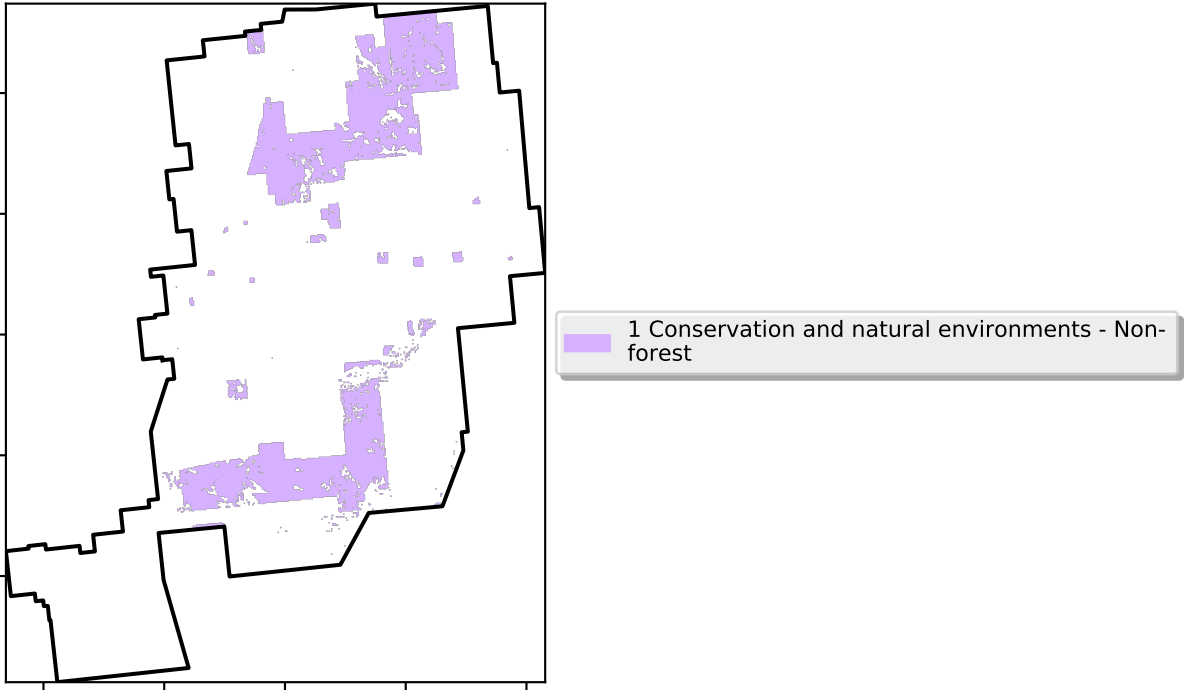 1 Conservation and natural environments - Non-
forest